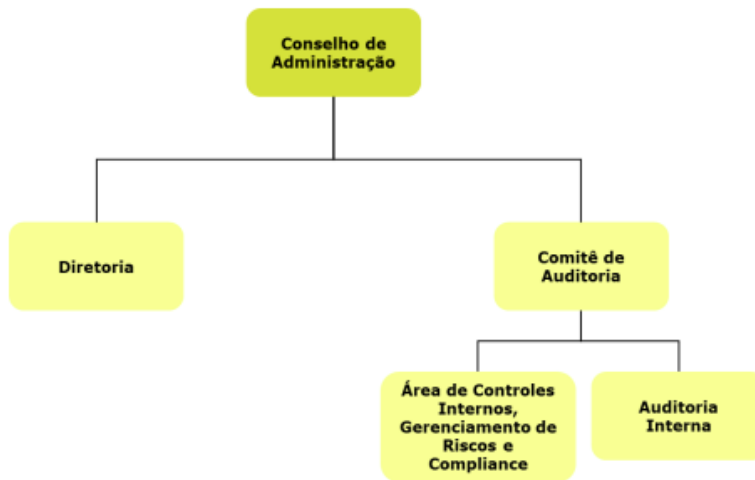 Conselho de
Administração
Diretoria
Comitê de
Auditoria
Área de Controles
Internos,
Gerenciamento de
Riscos e
Compliance
Auditoria
Interna